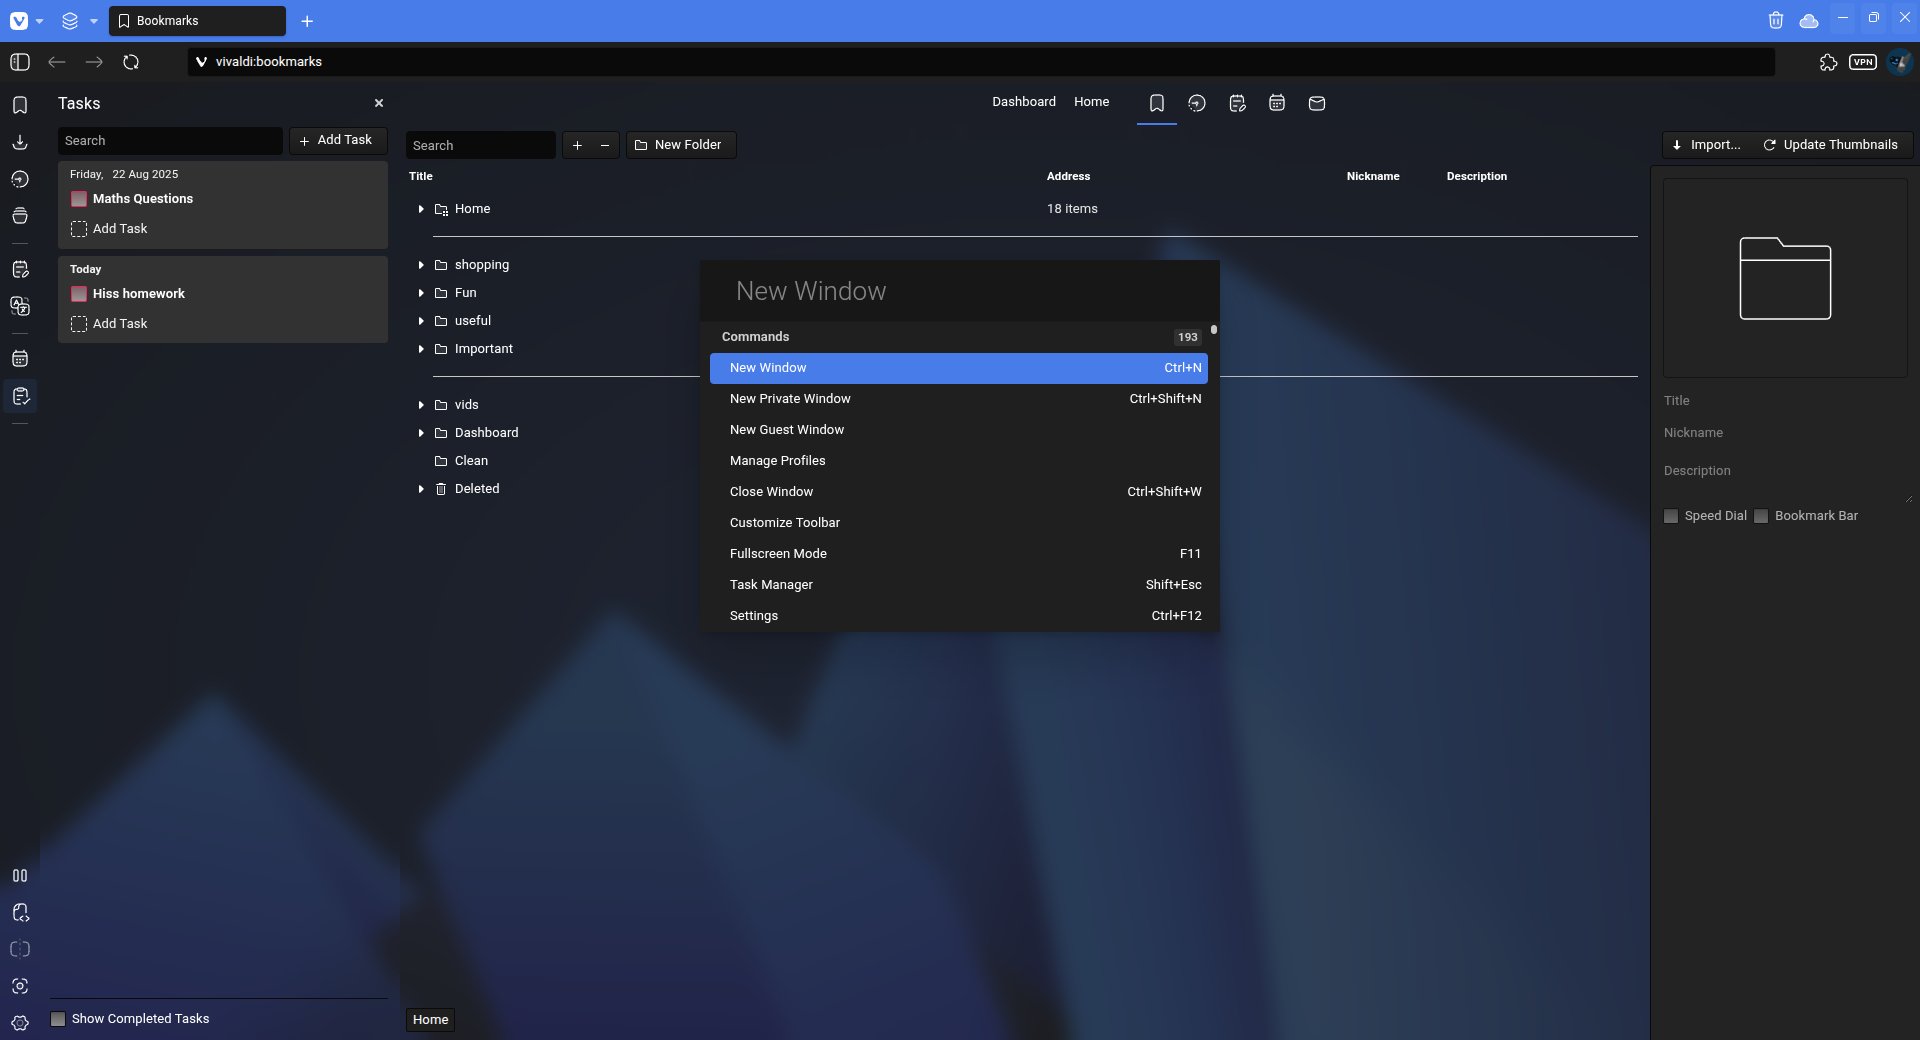 Bookmarks
vivaldi:bookmarks
VPN
Tasks
Search
Add Task
Friday, 22 Aug 2025
Maths Questions
Add Task
Today
Hiss homework
Add Task
Show Completed Tasks
Dashboard Home
Search
New Folder
Import...
Update Thumbnails
Title Address Nickname Description
Home 18 items
shopping
Fun
useful
Important
vids
Dashboard
Clean
Deleted
Home
New Window
Commands 193
New Window Ctrl+N
New Private Window Ctrl+Shift+N
New Guest Window
Manage Profiles
Close Window Ctrl+Shift+W
Customize Toolbar
Fullscreen Mode F11
Task Manager Shift+Esc
Settings Ctrl+F12
Title
Nickname
Description
Speed Dial Bookmark Bar